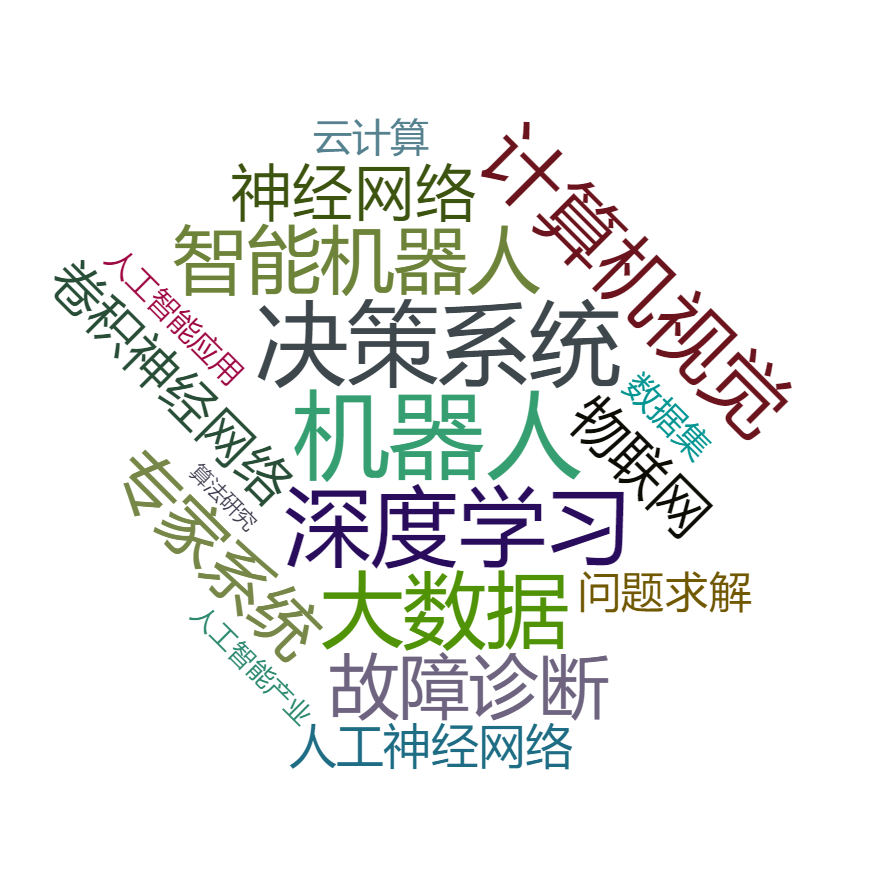 云计算
计算机视觉
神经网络
智能机器人
人工智能应用
卷积神经网络
决策系统
数据集
机器人
物联网
专家系统
算法研究
深度学习
大数据
问题求解
人工智能产业
故障诊断
人工神经网络